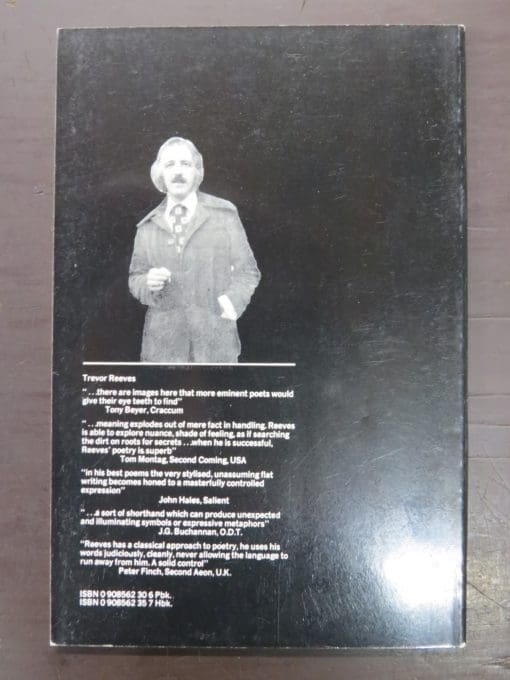 Trevor Reeves
"...there are images here that more eminent poets would
give their eye teeth to find"
Tony Beyer, Craccum
"...meaning explodes out of mere fact in handling. Reeves
is able to explore nuance, shade of feeling, as if searching
the dirt on roots for secrets ...when he is successful,
Reeves' poetry is superb"
Tom Montag, Second Coming, USA
"in his best poems the very stylised, unassuming flat
writing becomes honed to a masterfully controlled
expression"
John Hales, Salient
"...a sort of shorthand which can produce unexpected
and illuminating symbols or expressive metaphors"
J.G. Buchannan, O.D.T.
"Reeves has a classical approach to poetry, he uses his
words judiciously, cleanly, never allowing the language to
run away from him. A solid control"
Peter Finch, Second Aeon, U.K.
ISBN 0 908562 30 6 Pbk.
ISBN 0 908562 35 7 Hbk.